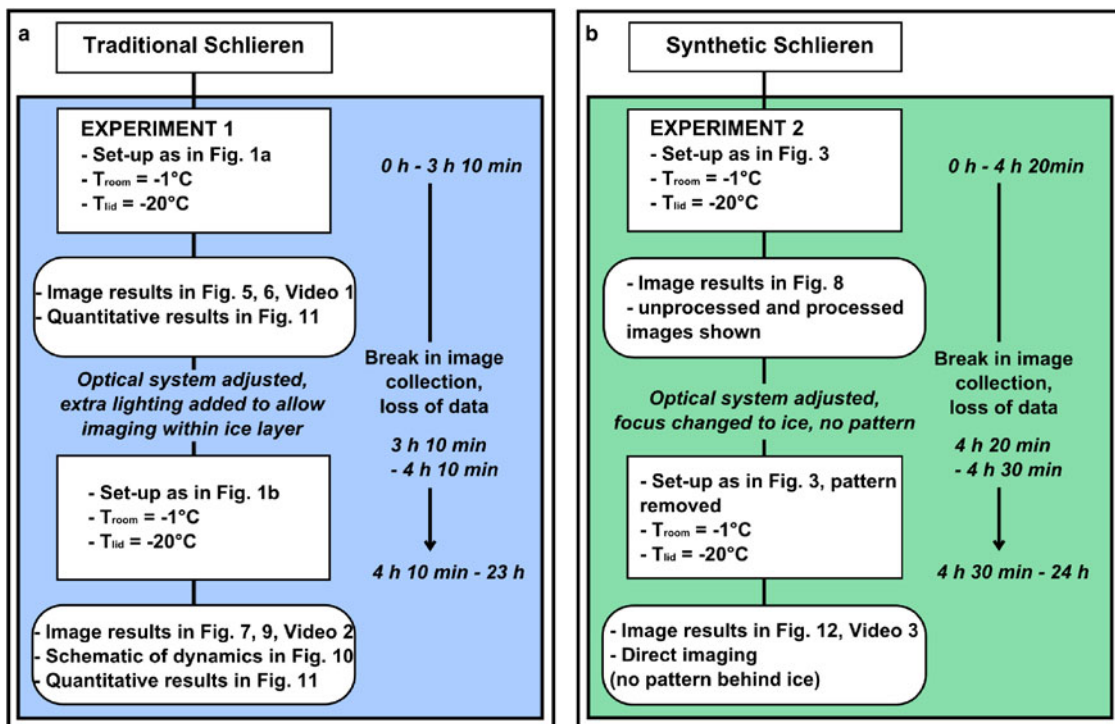 a
Traditional Schlieren
EXPERIMENT 1
- Set-up as in Fig. 1a
- Troom = -1°C
- Tlid = -20°C
0 h - 3 h 10 min
- Image results in Fig. 5, 6, Video 1
- Quantitative results in Fig. 11
Optical system adjusted,
extra lighting added to allow
imaging within ice layer
Break in image
collection,
loss of data
3 h 10 min
- 4 h 10 min
- Set-up as in Fig. 1b
- Troom = -1°C
- Tlid = -20°C
4 h 10 min - 23 h
- Image results in Fig. 7, 9, Video 2
- Schematic of dynamics in Fig. 10
- Quantitative results in Fig. 11
b
Synthetic Schlieren
EXPERIMENT 2
- Set-up as in Fig. 3
- Troom = -1°C
- Tlid = -20°C
0 h - 4 h 20min
- Image results in Fig. 8
- unprocessed and processed
images shown
Optical system adjusted,
focus changed to ice, no pattern
Break in image
collection,
loss of data
4 h 20 min
- 4 h 30 min
- Set-up as in Fig. 3, pattern
removed
- Troom = -1°C
- Tlid = -20°C
4 h 30 min - 24 h
- Image results in Fig. 12, Video 3
- Direct imaging
(no pattern behind ice)